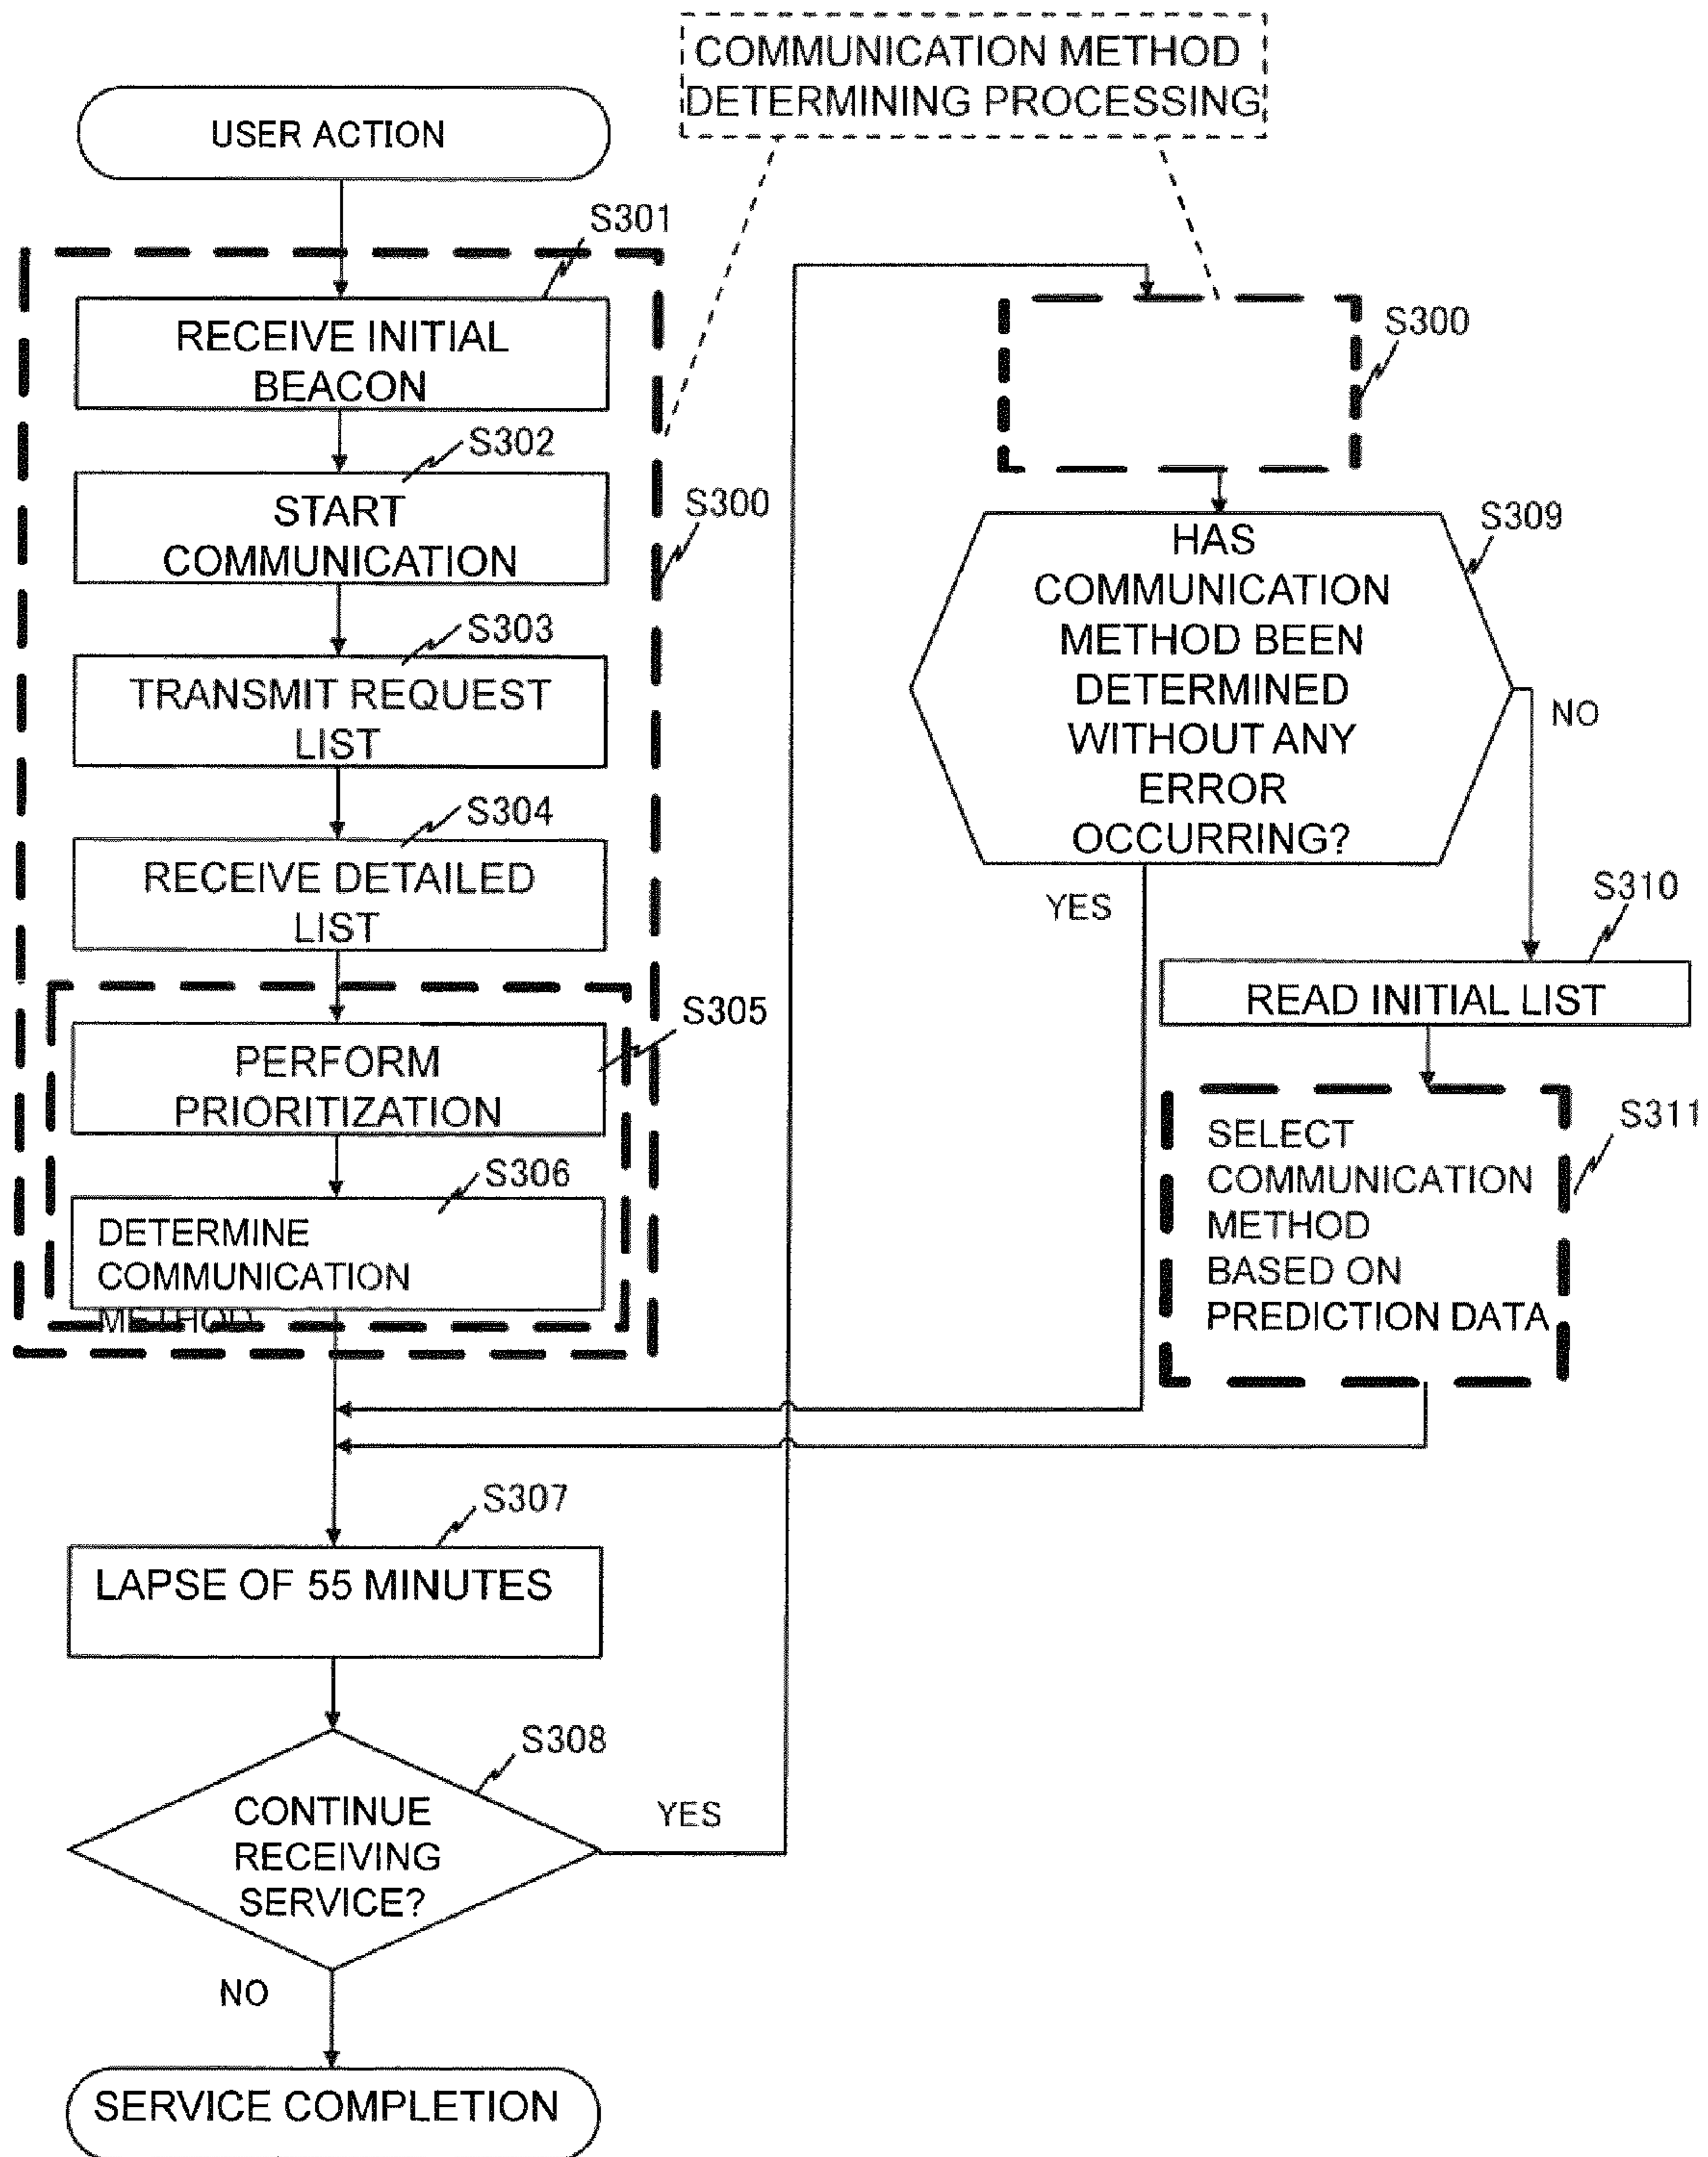 COMMUNICATION METHOD
DETERMINING PROCESSING
USER ACTION
S301
RECEIVE INITIAL
BEACON
S302
START
COMMUNICATION
S300
S303
TRANSMIT REQUEST
LIST
S304
RECEIVE DETAILED
LIST
S305
PERFORM
PRIORITIZATION
S306
DETERMINE
COMMUNICATION
METHOD
S307
LAPSE OF 55 MINUTES
S308
CONTINUE
RECEIVING
SERVICE?
YES
NO
SERVICE COMPLETION
S300
S309
HAS
COMMUNICATION
METHOD BEEN
DETERMINED
WITHOUT ANY
ERROR
OCCURRING?
NO
YES
S310
READ INITIAL LIST
S311
SELECT
COMMUNICATION
METHOD
BASED ON
PREDICTION DATA